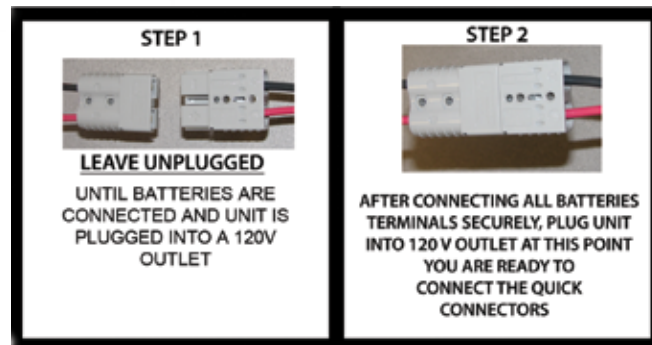 STEP 1
LEAVE UNPLUGGED
UNTIL BATTERIES ARE
CONNECTED AND UNIT IS
PLUGGED INTO A 120V
OUTLET
STEP 2
AFTER CONNECTING ALL BATTERIES
TERMINALS SECURELY, PLUG UNIT
INTO 120 V OUTLET AT THIS POINT
YOU ARE READY TO
CONNECT THE QUICK
CONNECTORS